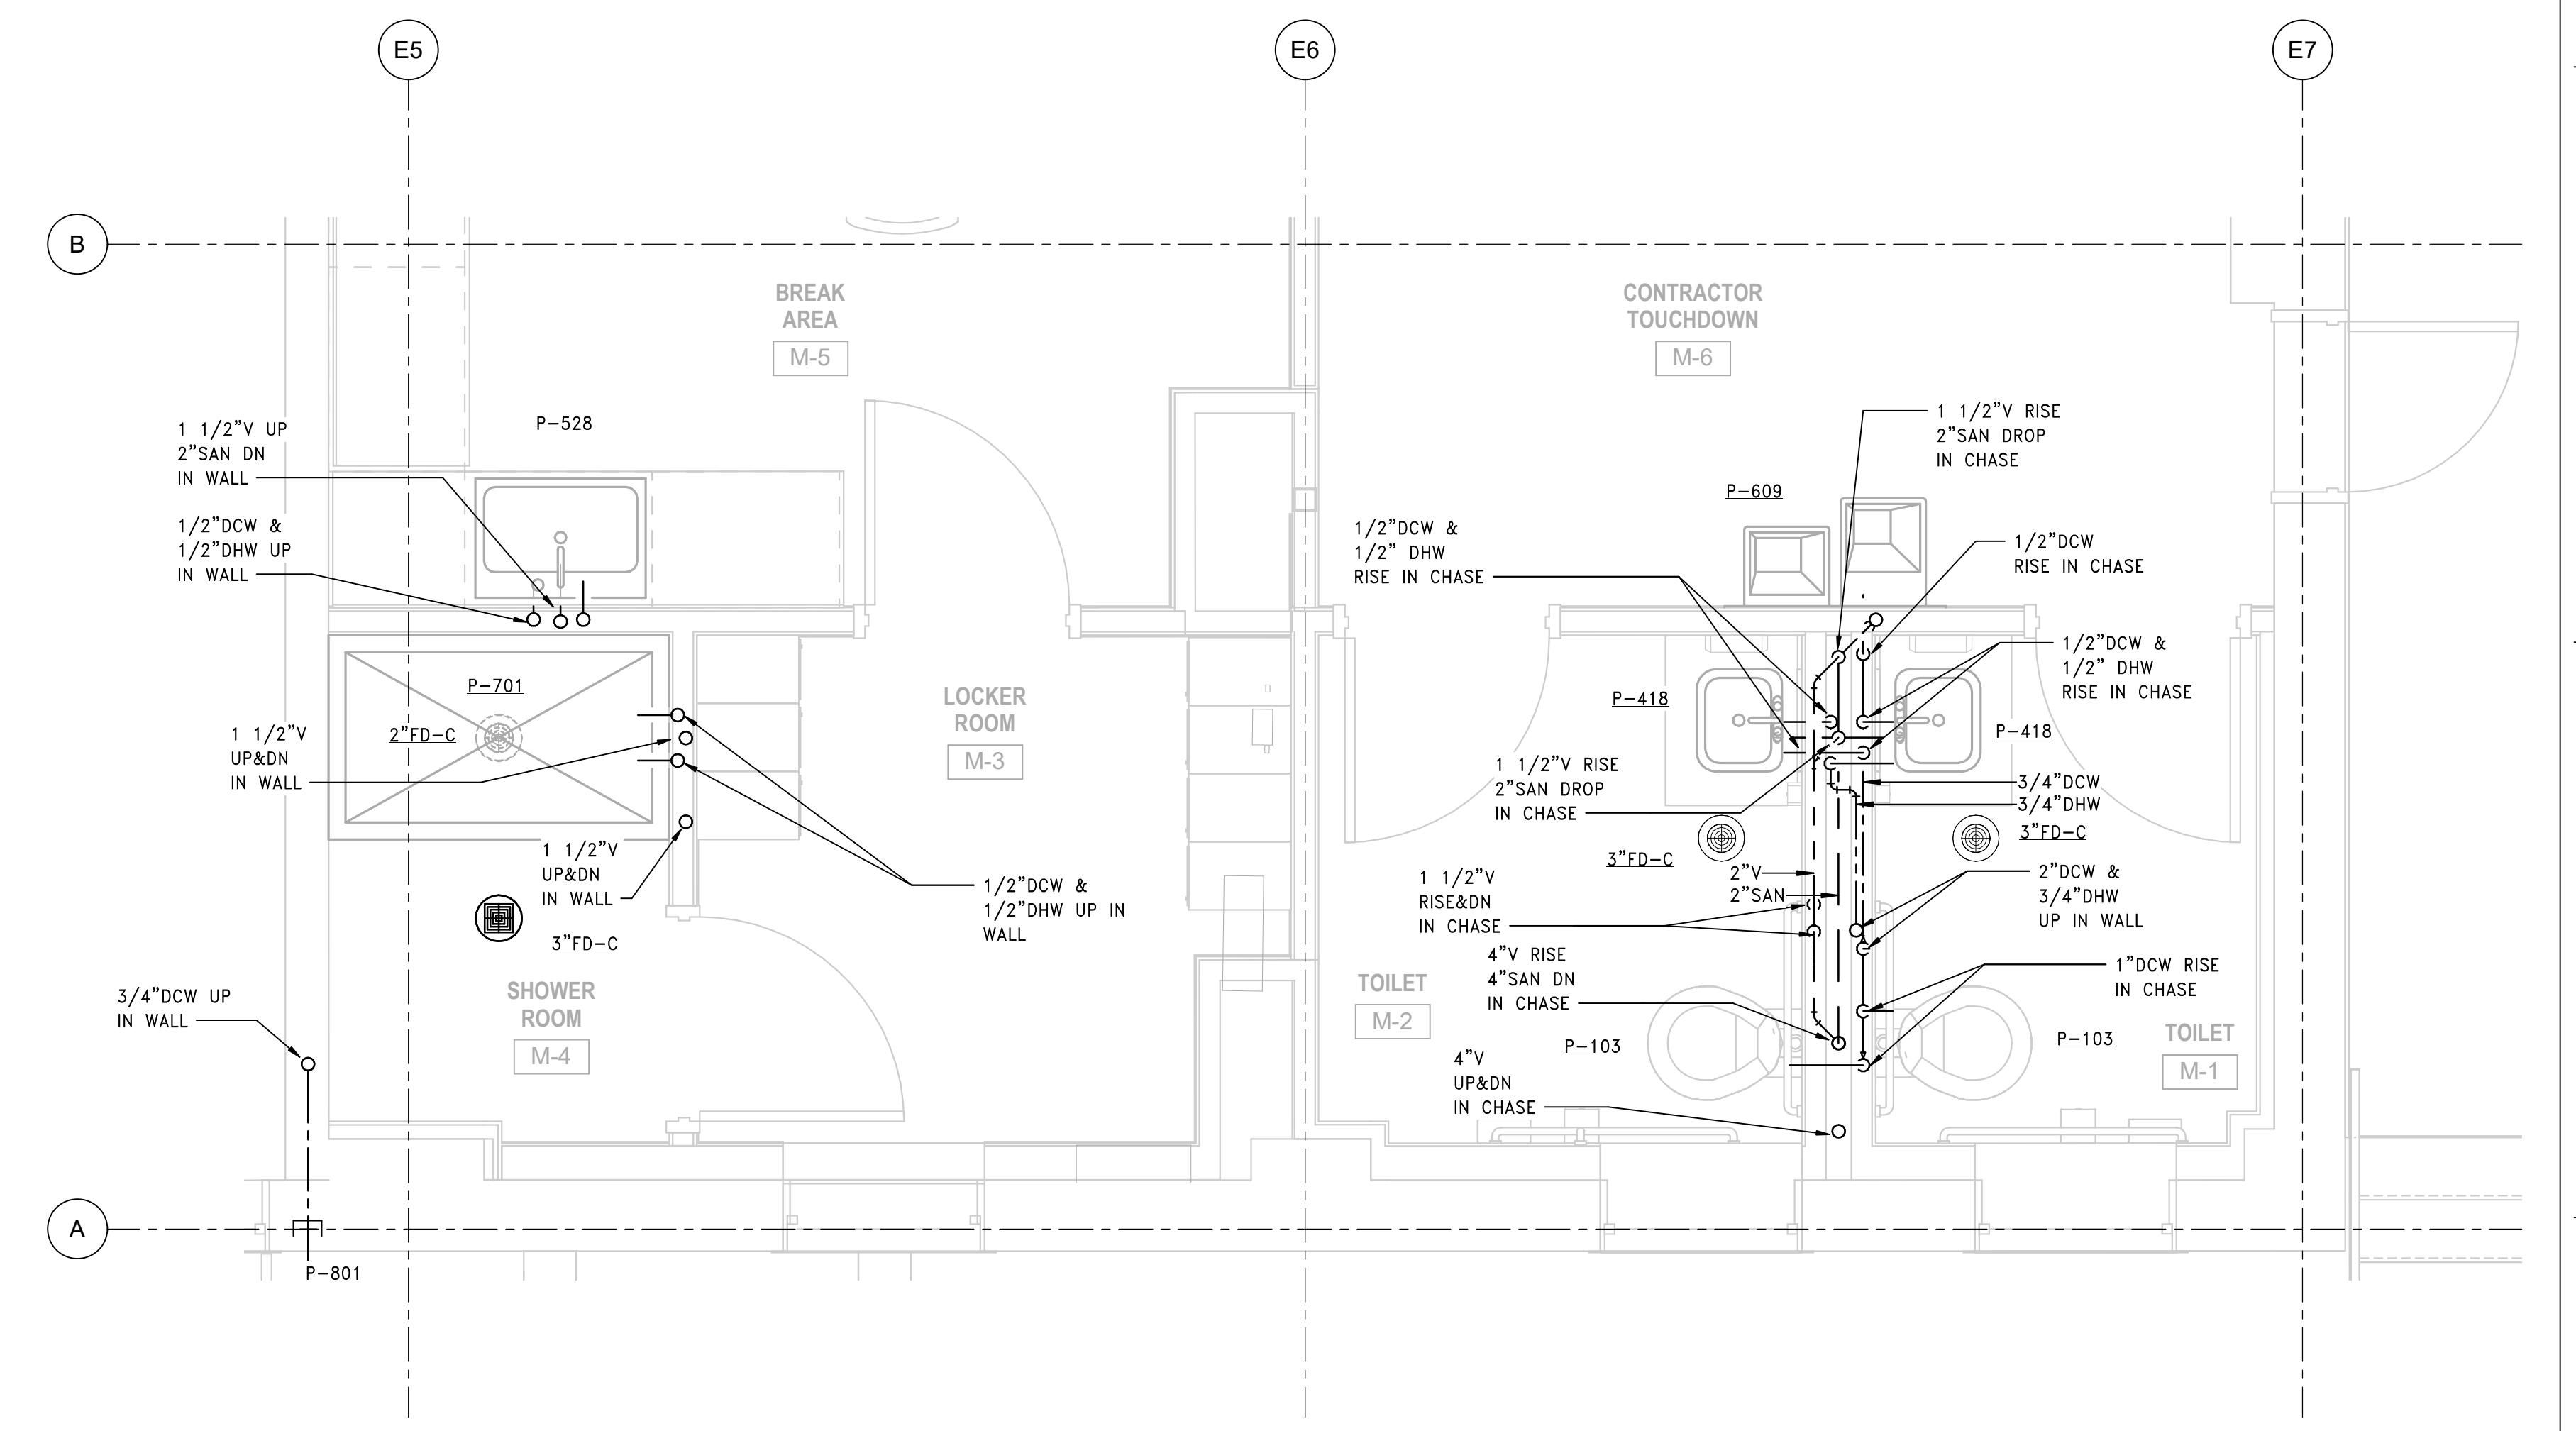 E5
E6
E7
B
BREAK
AREA
M-5
CONTRACTOR
TOUCHDOWN
M-6
P-528
1 1/2"V UP
2"SAN DN
IN WALL
1/2"DCW &
1/2"DHW UP
IN WALL
1 1/2"V RISE
2"SAN DROP
IN CHASE
P-609
1/2"DCW &
1/2" DHW
RISE IN CHASE
1/2"DCW
RISE IN CHASE
P-701
2"FD-C
1 1/2"V
UP&DN
IN WALL
LOCKER
ROOM
M-3
P-418
1/2"DCW &
1/2" DHW
RISE IN CHASE
P-418
1 1/2"V RISE
2"SAN DROP
IN CHASE
3/4"DCW
3/4"DHW
3"FD-C
3"FD-C
1 1/2"V
UP&DN
IN WALL
1/2"DCW &
1/2"DHW UP IN
WALL
3"FD-C
2"V
2"SAN
1 1/2"V
RISE&DN
IN CHASE
2"DCW &
3/4"DHW
UP IN WALL
4"V RISE
4"SAN DN
IN CHASE
1"DCW RISE
IN CHASE
SHOWER
ROOM
M-4
3/4"DCW UP
IN WALL
TOILET
M-2
P-103
P-103
TOILET
M-1
4"V
UP&DN
IN CHASE
A
P-801